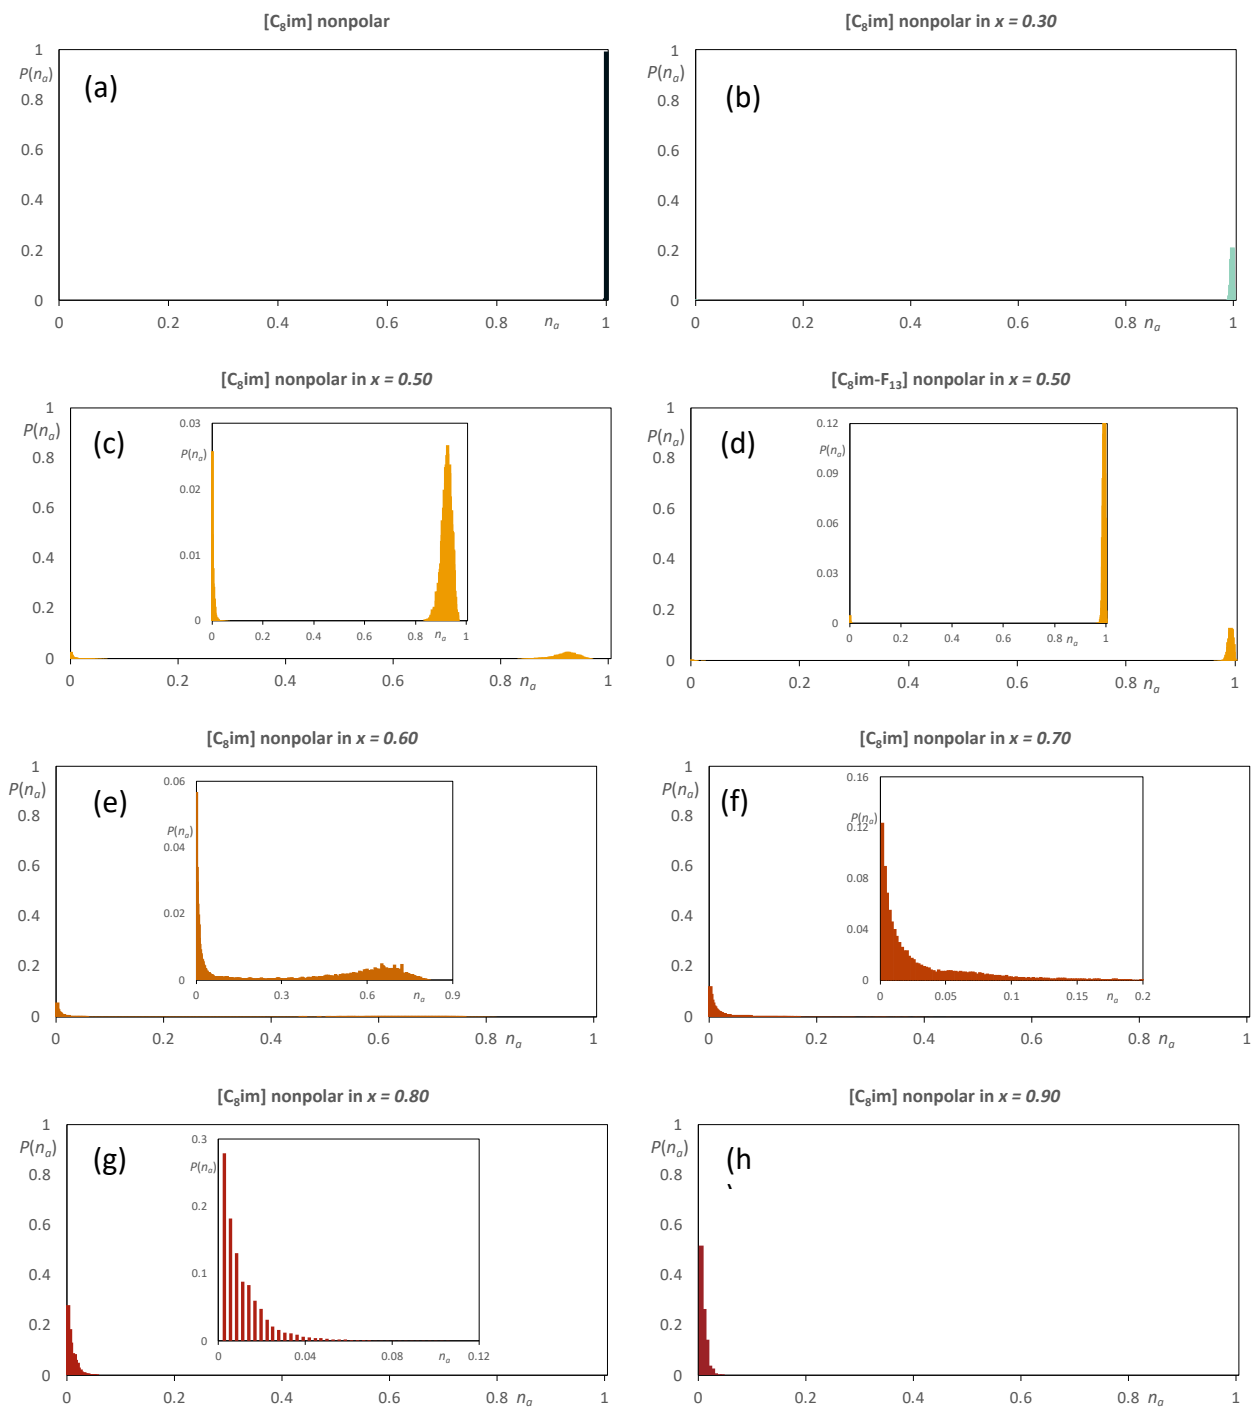 [C₈im] nonpolar
1
P(nₐ)
0.8
0.6
0.4
0.2
0
(a)
0 0.2 0.4 0.6 0.8 nₐ 1
[C₈im] nonpolar in x = 0.30
1
P(nₐ)
0.8
0.6
0.4
0.2
0
(b)
0 0.2 0.4 0.6 0.8 nₐ 1
[C₈im] nonpolar in x = 0.50
1
P(nₐ)
0.8
0.6
0.4
0.2
0
(c)
0.03
P(nₐ)
0.02
0.01
0
0 0.2 0.4 0.6 0.8 nₐ 1
0 0.2 0.4 0.6 0.8 nₐ 1
[C₈im-F₁₃] nonpolar in x = 0.50
1
P(nₐ)
0.8
0.6
0.4
0.2
0
(d)
0.12
P(nₐ)
0.09
0.06
0.03
0
0 0.2 0.4 0.6 0.8 nₐ 1
0 0.2 0.4 0.6 0.8 nₐ 1
[C₈im] nonpolar in x = 0.60
1
P(nₐ)
0.8
0.6
0.4
0.2
0
(e)
0.06
P(nₐ)
0.04
0.02
0
0 0.3 0.6 nₐ 0.9
0 0.2 0.4 0.6 0.8 nₐ 1
[C₈im] nonpolar in x = 0.70
1
P(nₐ)
0.8
0.6
0.4
0.2
0
(f)
0.16
P(nₐ)
0.12
0.08
0.04
0
0 0.05 0.1 0.15 nₐ 0.2
0 0.2 0.4 0.6 0.8 nₐ 1
[C₈im] nonpolar in x = 0.80
1
P(nₐ)
0.8
0.6
0.4
0.2
0
(g)
0.3
P(nₐ)
0.2
0.1
0
0 0.04 0.08 nₐ 0.12
0 0.2 0.4 0.6 0.8 nₐ 1
[C₈im] nonpolar in x = 0.90
1
P(nₐ)
0.8
0.6
0.4
0.2
0
(h
0 0.2 0.4 0.6 0.8 nₐ 1